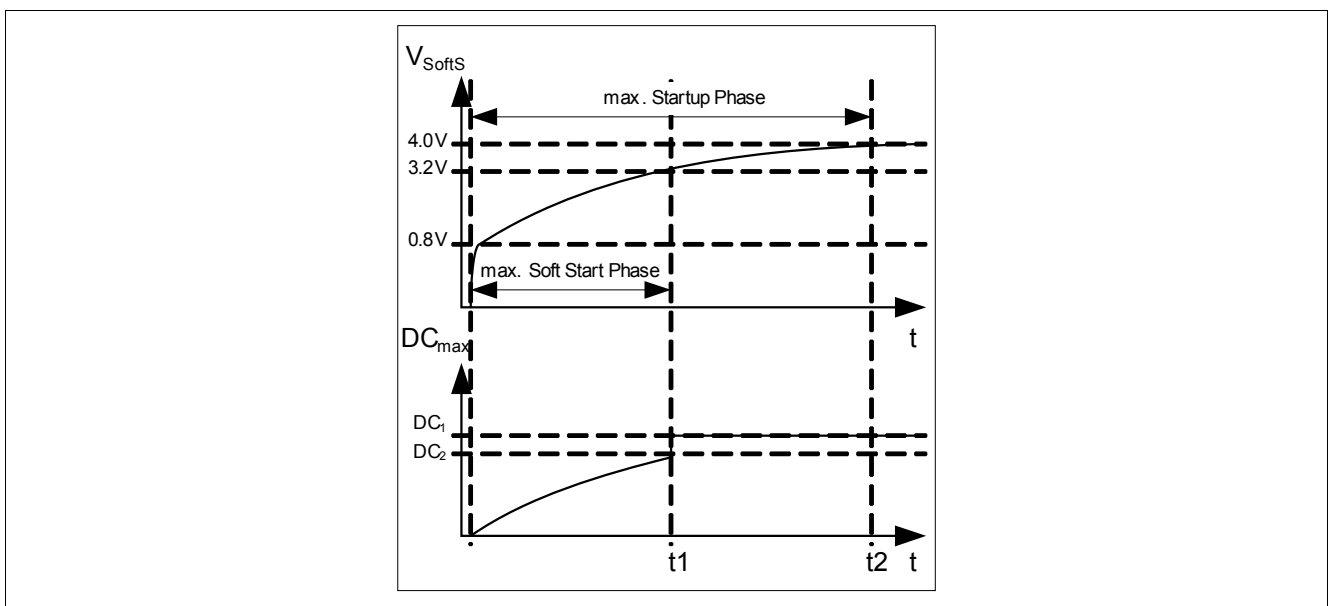 V_SoftS
max. Startup Phase
4.0V
3.2V
0.8V
max. Soft Start Phase
t
DC_max
DC_1
DC_2
t1
t2
t